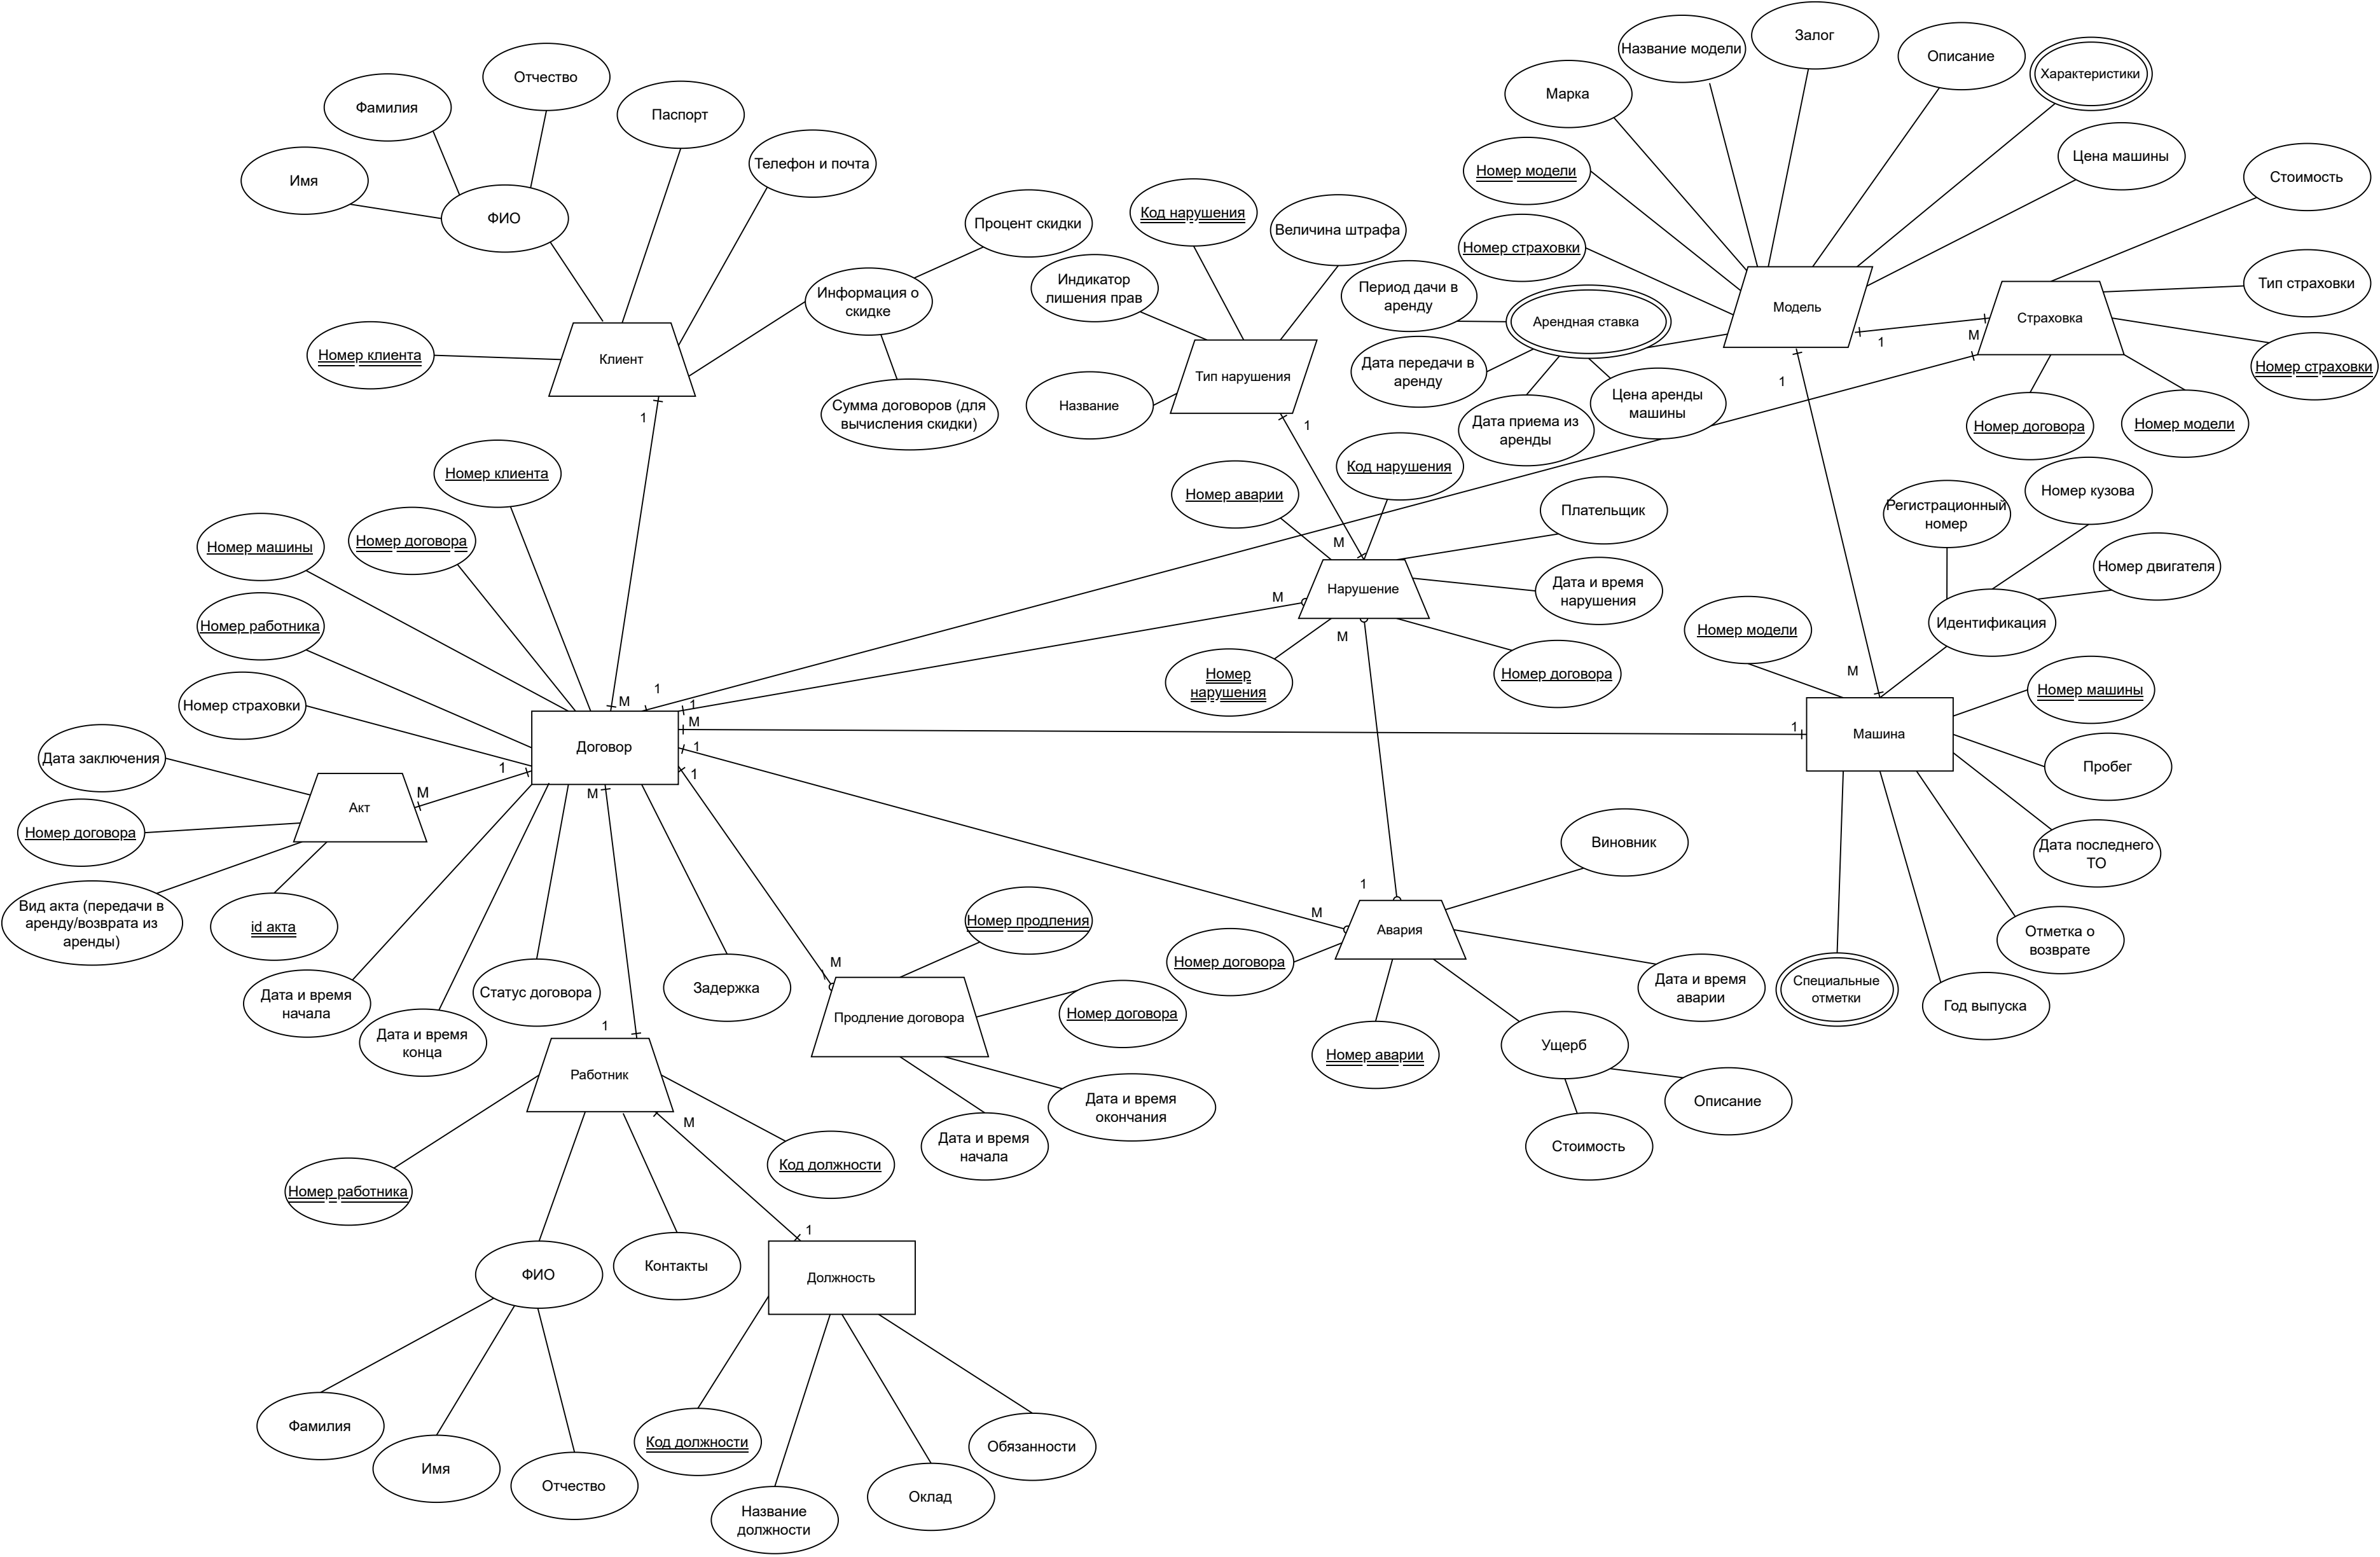 Отчество
Фамилия
Паспорт
Имя
Телефон и почта
ФИО
Процент скидки
Информация о
скидке
Клиент
Номер клиента
Сумма договоров (для
вычисления скидки)
1
Код нарушения
Величина штрафа
Индикатор
лишения прав
Тип нарушения
Название
1
Название модели
Залог
Описание
Характеристики
Марка
Цена машины
Номер модели
Номер страховки
Модель
Период дачи в
аренду
Арендная ставка
Дата передачи в
аренду
Дата приема из
аренды
Цена аренды
машины
1
1
М
Стоимость
Тип страховки
Страховка
Номер страховки
Номер договора
Номер модели
Номер клиента
Номер договора
Номер машины
Номер работника
Номер страховки
Договор
М
1
1
М
1
1
1
М
Дата заключения
Акт
М
Номер договора
Вид акта (передачи в
аренду/возврата из
аренды)
id акта
Дата и время
начала
Дата и время
конца
Статус договора
Задержка
Код нарушения
Номер аварии
Плательщик
М
Нарушение
М
Дата и время
нарушения
М
Номер
нарушения
Номер договора
Регистрационный
номер
Номер кузова
Номер двигателя
Идентификация
Номер модели
М
Номер машины
1
Машина
Пробег
Дата последнего
ТО
Отметка о
возврате
Специальные
отметки
Год выпуска
Виновник
1
М
Авария
Номер договора
Дата и время
аварии
Номер аварии
Ущерб
Описание
Стоимость
Номер продления
М
Продление договора
Номер договора
Дата и время
окончания
Дата и время
начала
1
Работник
М
Код должности
Номер работника
ФИО
Контакты
1
Должность
Фамилия
Имя
Отчество
Код должности
Обязанности
Оклад
Название
должности